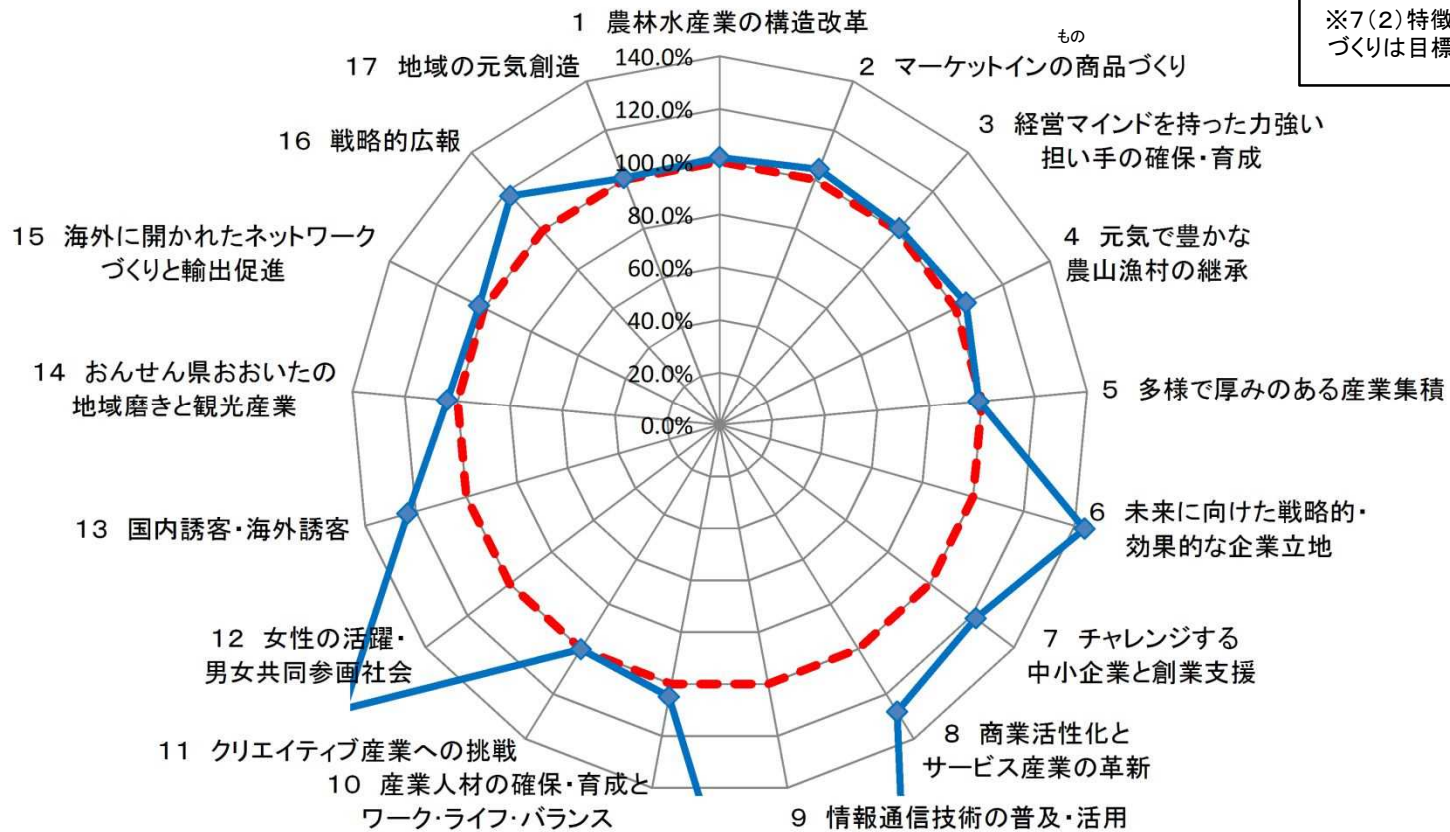 1 農林水産業の構造改革
もの
2 マーケットインの商品づくり
3 経営マインドを持った力強い
担い手の確保・育成
4 元気で豊かな
農山漁村の継承
5 多様で厚みのある産業集積
6 未来に向けた戦略的・
効果的な企業立地
7 チャレンジする
中小企業と創業支援
8 商業活性化と
サービス産業の革新
9 情報通信技術の普及・活用
10 産業人材の確保・育成と
ワーク・ライフ・バランス
11 クリエイティブ産業への挑戦
12 女性の活躍・
男女共同参画社会
13 国内誘客・海外誘客
14 おんせん県おおいたの
地域磨きと観光産業
15 海外に開かれたネットワーク
づくりと輸出促進
16 戦略的広報
17 地域の元気創造
140.0%
120.0%
100.0%
80.0%
60.0%
40.0%
20.0%
0.0%
※7(2)特徴
づくりは目標